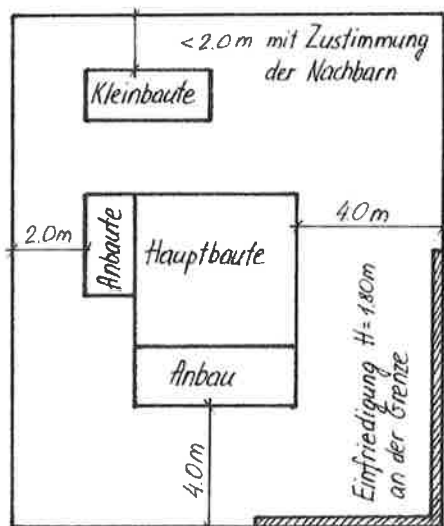 <2.0m mit Zustimmung
der Nachbarn
Kleinbaute
2.0m
Anbaute
Hauptbaute
4.0m
Anbau
4.0m
Einfriedigung H=1.80m
an der Grenze